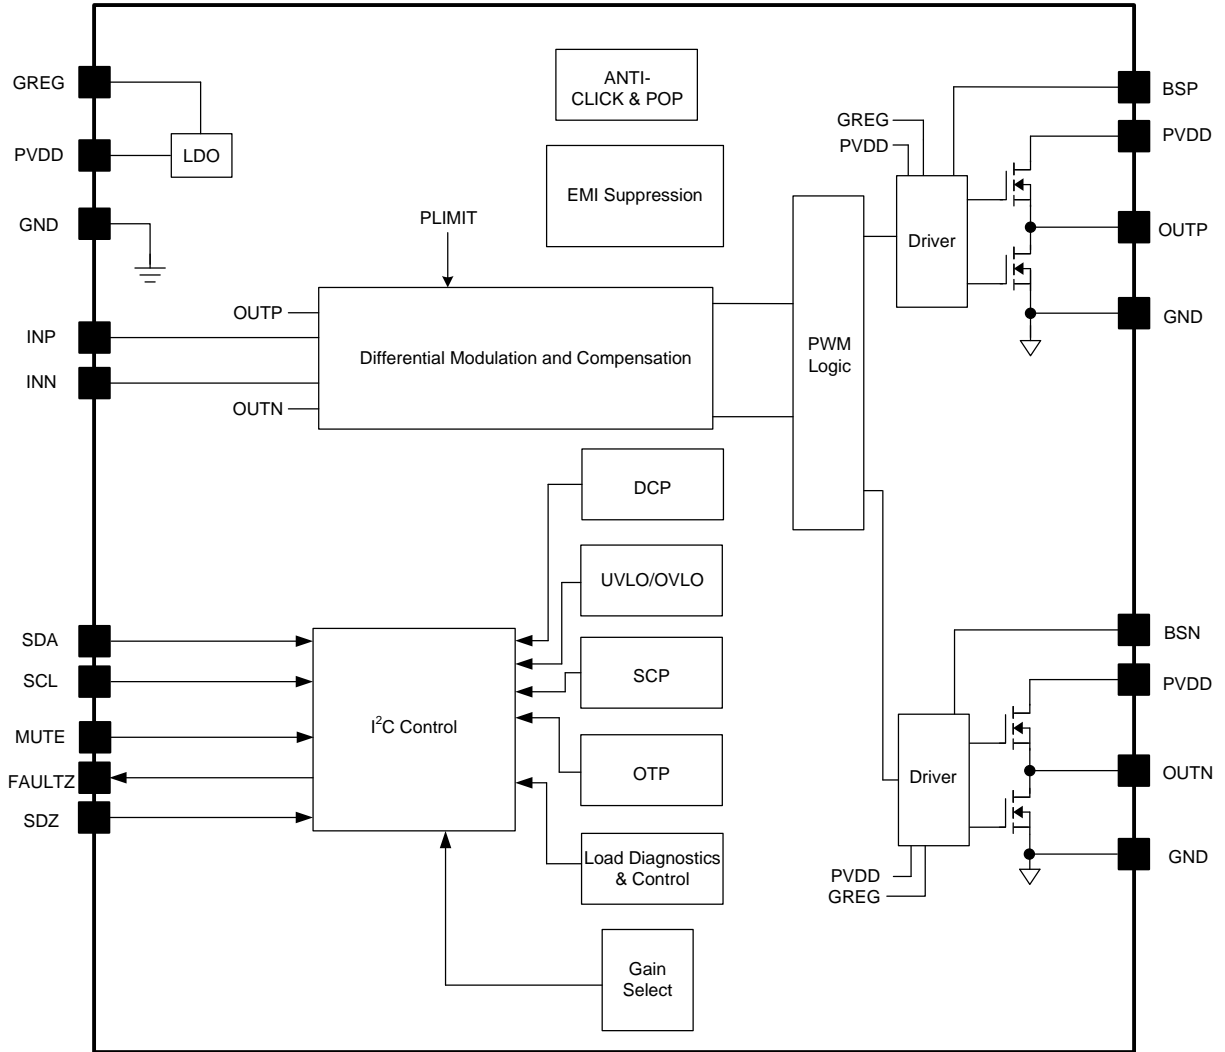 GREG
PVDD
LDO
GND
INP
INN
ANTI-
CLICK & POP
EMI Suppression
PLIMIT
OUTP
OUTN
Differential Modulation and Compensation
PWM
Logic
GREG
PVDD
Driver
BSP
PVDD
OUTP
GND
DCP
UVLO/OVLO
SCP
OTP
Load Diagnostics
& Control
Gain
Select
I²C Control
SDA
SCL
MUTE
FAULTZ
SDZ
Driver
PVDD
GREG
BSN
PVDD
OUTN
GND